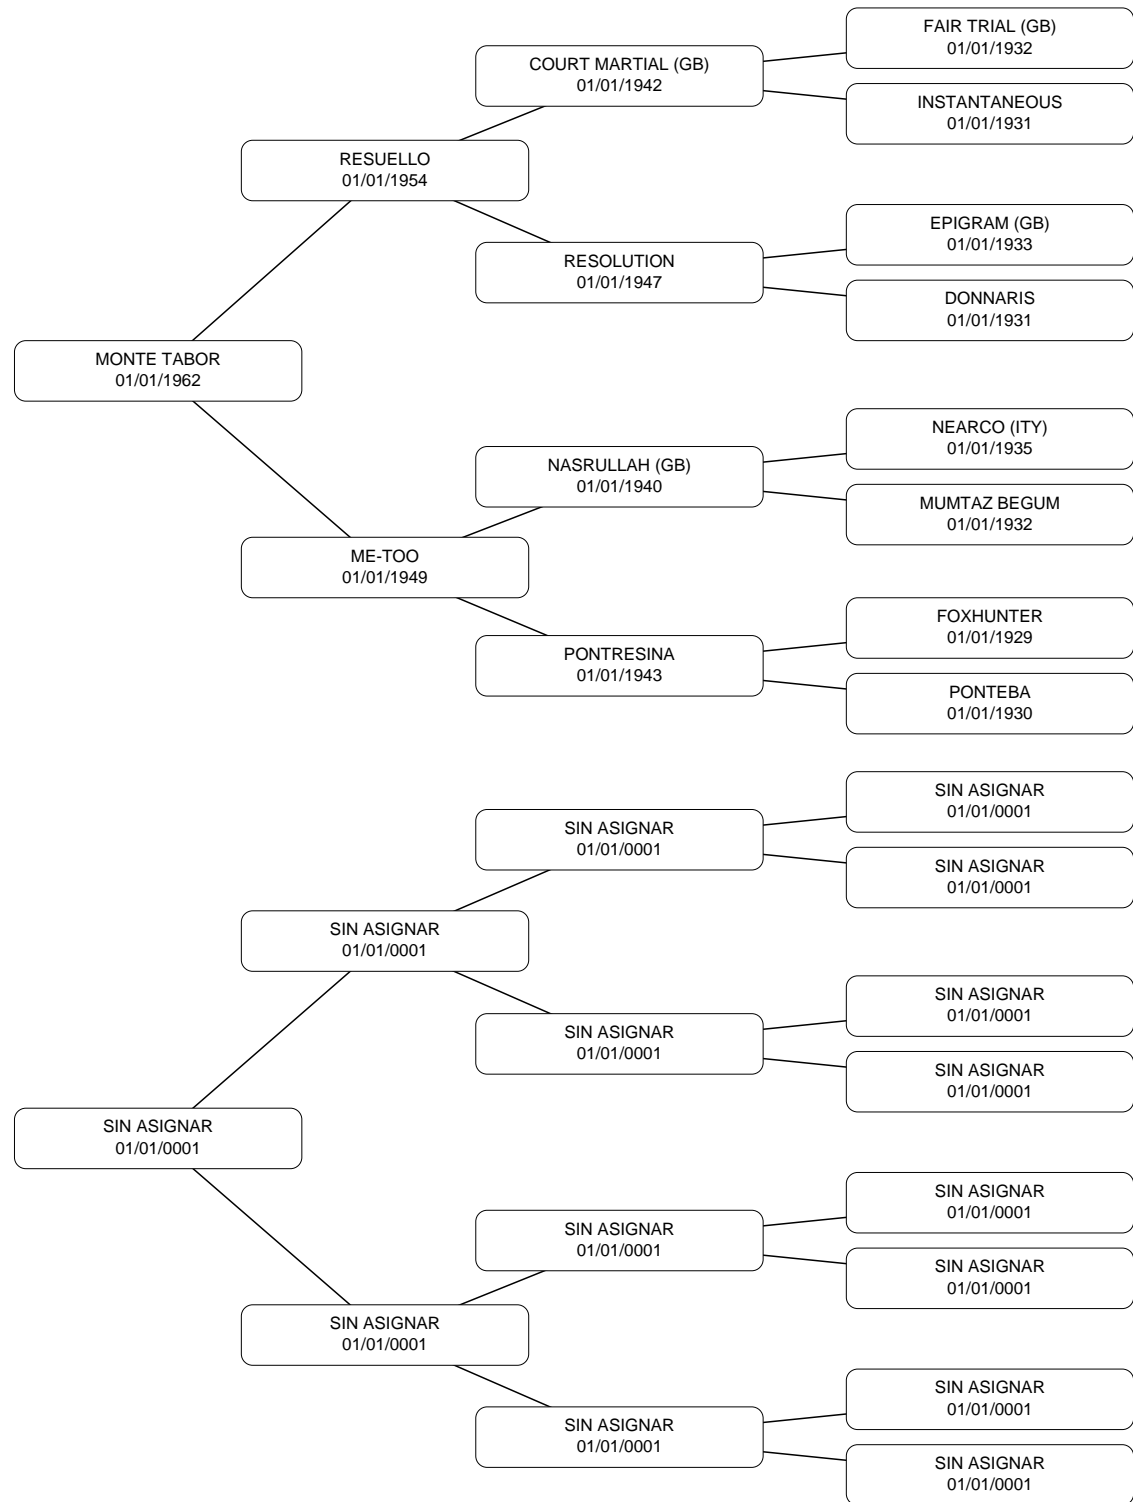 FAIR TRIAL (GB)
01/01/1932
COURT MARTIAL (GB)
01/01/1942
INSTANTANEOUS
01/01/1931
RESUELLO
01/01/1954
EPIGRAM (GB)
01/01/1933
RESOLUTION
01/01/1947
DONNARIS
01/01/1931
MONTE TABOR
01/01/1962
NEARCO (ITY)
01/01/1935
NASRULLAH (GB)
01/01/1940
MUMTAZ BEGUM
01/01/1932
ME-TOO
01/01/1949
FOXHUNTER
01/01/1929
PONTRESINA
01/01/1943
PONTEBA
01/01/1930
SIN ASIGNAR
01/01/0001
SIN ASIGNAR
01/01/0001
SIN ASIGNAR
01/01/0001
SIN ASIGNAR
01/01/0001
SIN ASIGNAR
01/01/0001
SIN ASIGNAR
01/01/0001
SIN ASIGNAR
01/01/0001
SIN ASIGNAR
01/01/0001
SIN ASIGNAR
01/01/0001
SIN ASIGNAR
01/01/0001
SIN ASIGNAR
01/01/0001
SIN ASIGNAR
01/01/0001
SIN ASIGNAR
01/01/0001
SIN ASIGNAR
01/01/0001
SIN ASIGNAR
01/01/0001